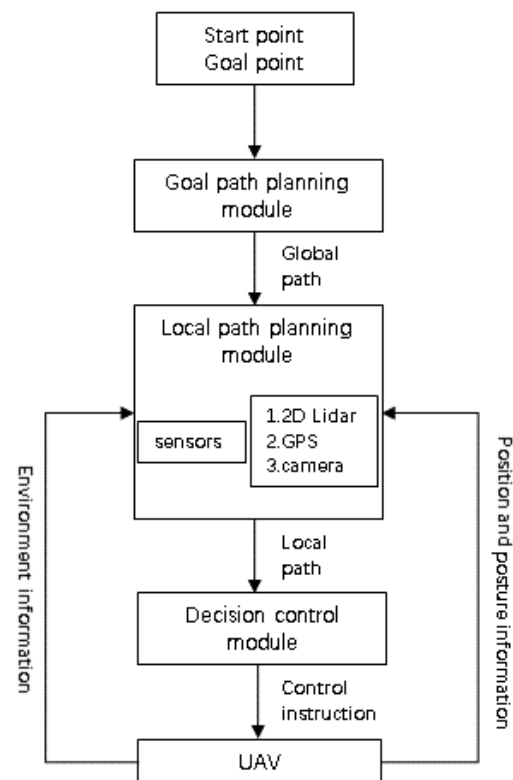 Start point
Goal point
Goal path planning
module
Global
path
Local path planning
module
sensors
1.2D Lidar
2.GPS
3.camera
Environment information
Position and posture information
Local
path
Decision control
module
Control
instruction
UAV